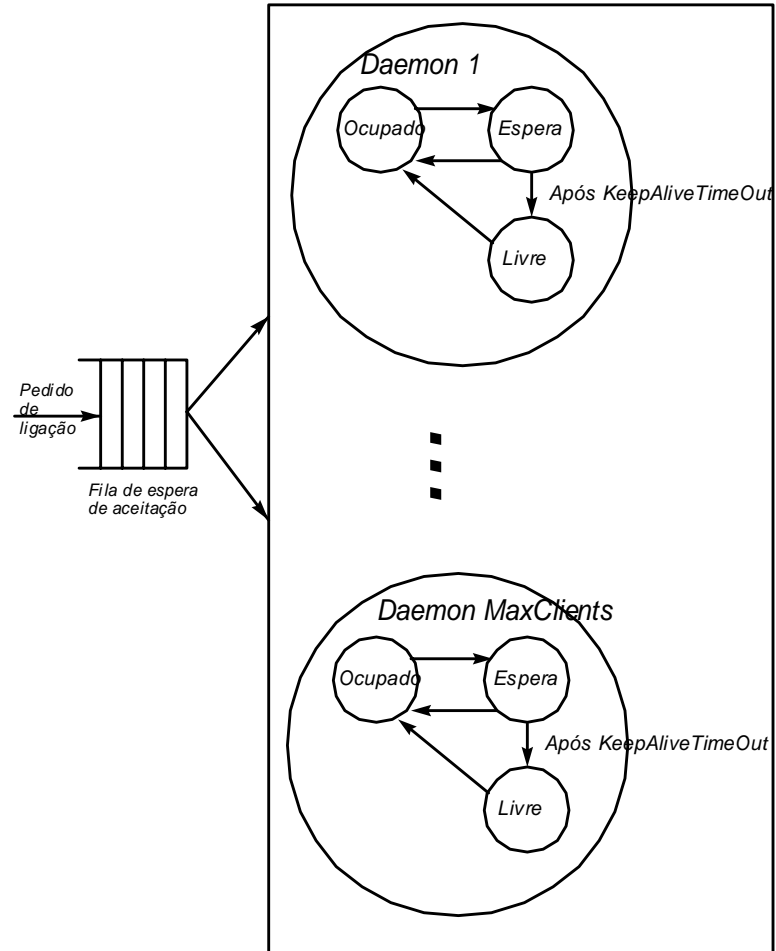 Daemon 1
Ocupado
Espera
Após KeepAliveTimeOut
Livre
Pedido
de
ligação
Fila de espera
de aceitação
Daemon MaxClients
Ocupado
Espera
Após KeepAliveTimeOut
Livre